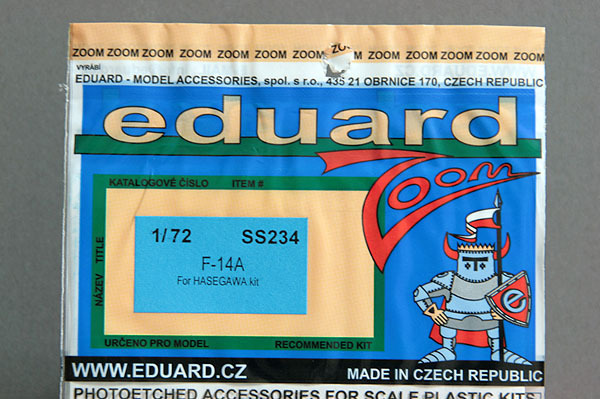 ZOOM ZOOM ZOOM ZOOM ZOOM ZOOM ZOOM ZOOM ZOOM ZOOM ZOOM ZOOM ZOOM
VYRÁBÍ
EDUARD - MODEL ACCESSORIES, spol. s r.o., 435 21 OBRNICE 170, CZECH REPUBLIC
eduard
Zoom
KATALOGOVÉ ČÍSLO ITEM #
1/72 SS234
F-14A
For HASEGAWA kit
NÁZEV TITLE
e
URČENO PRO MODEL RECOMMENDED KIT
WWW.EDUARD.CZ MADE IN CZECH REPUBLIC
PHOTOETCHED ACCESSORIES FOR SCALE PLASTIC KITS